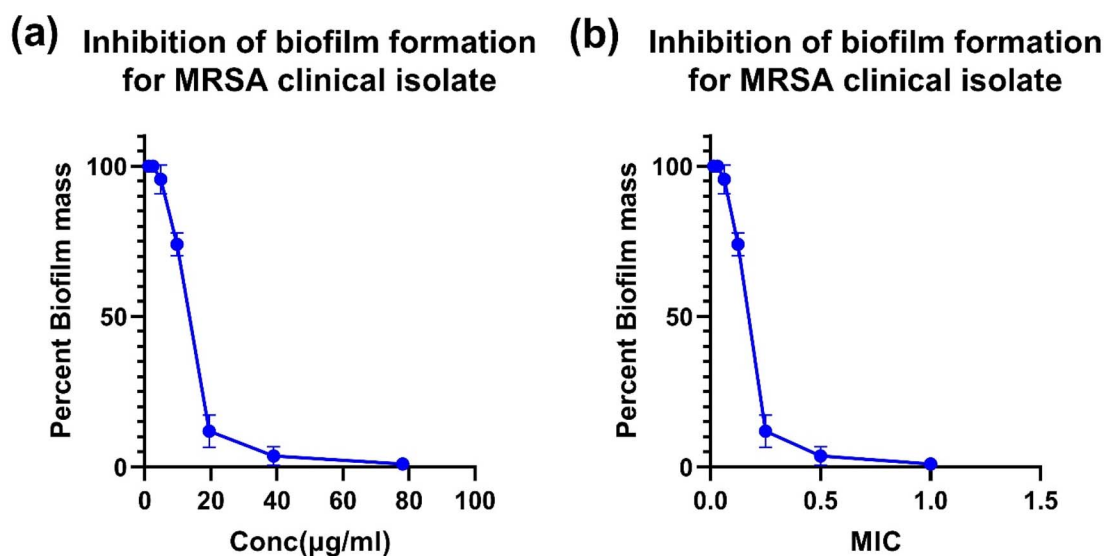 (a) Inhibition of biofilm formation
for MRSA clinical isolate
Percent Biofilm mass
100
50
0
0 20 40 60 80 100
Conc(µg/ml)
(b) Inhibition of biofilm formation
for MRSA clinical isolate
Percent Biofilm mass
100
50
0
0.0 0.5 1.0 1.5
MIC